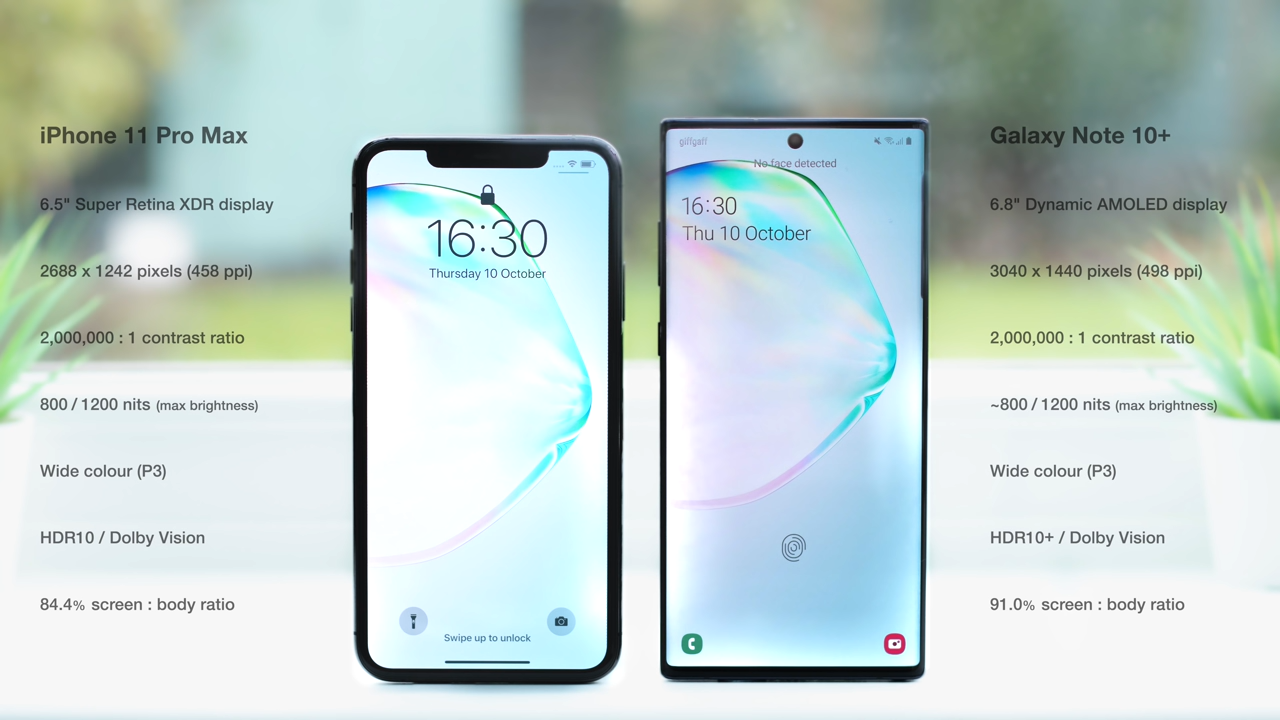 iPhone 11 Pro Max
6.5" Super Retina XDR display
2688 x 1242 pixels (458 ppi)
2,000,000 : 1 contrast ratio
800 / 1200 nits (max brightness)
Wide colour (P3)
HDR10 / Dolby Vision
84.4% screen : body ratio
16:30
Thursday 10 October
Swipe up to unlock
giffgaff
No face detected
16:30
Thu 10 October
Galaxy Note 10+
6.8" Dynamic AMOLED display
3040 x 1440 pixels (498 ppi)
2,000,000 : 1 contrast ratio
~800 / 1200 nits (max brightness)
Wide colour (P3)
HDR10+ / Dolby Vision
91.0% screen : body ratio